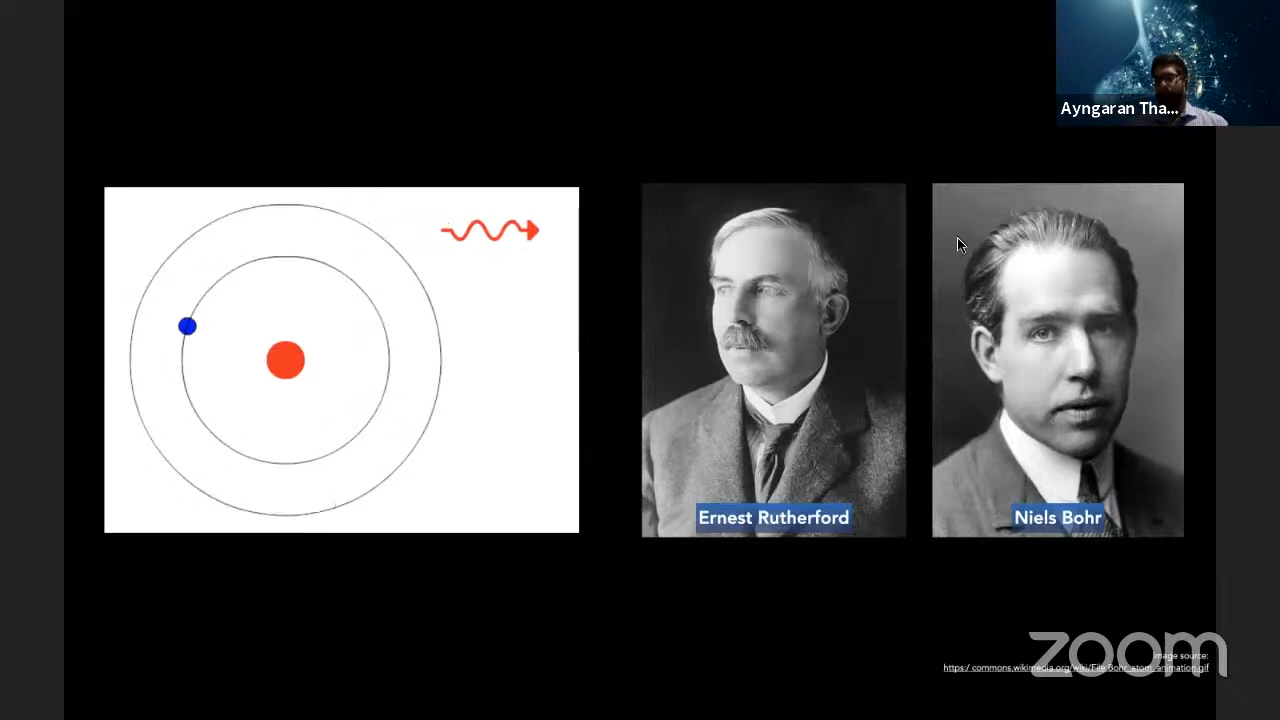 Ayngaran Tha...
Ernest Rutherford
Niels Bohr
zoom
Image source:
https:/commons.wikimedia.org/wiki/File:Bohr_atom_animation.gif